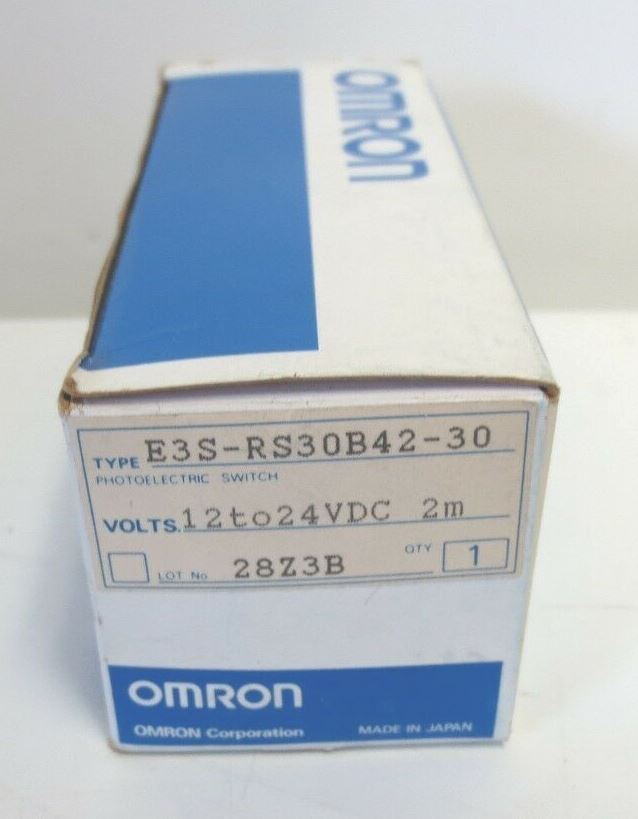 OMRON
TYPE E3S-RS30B42-30
PHOTOELECTRIC SWITCH
VOLTS. 12to24VDC 2m
LOT No 28Z3B QTY 1
OMRON
OMRON Corporation MADE IN JAPAN